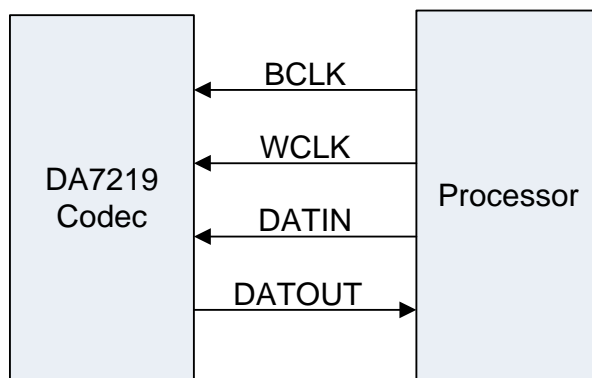 DA7219
Codec
BCLK
WCLK
DATIN
DATOUT
Processor